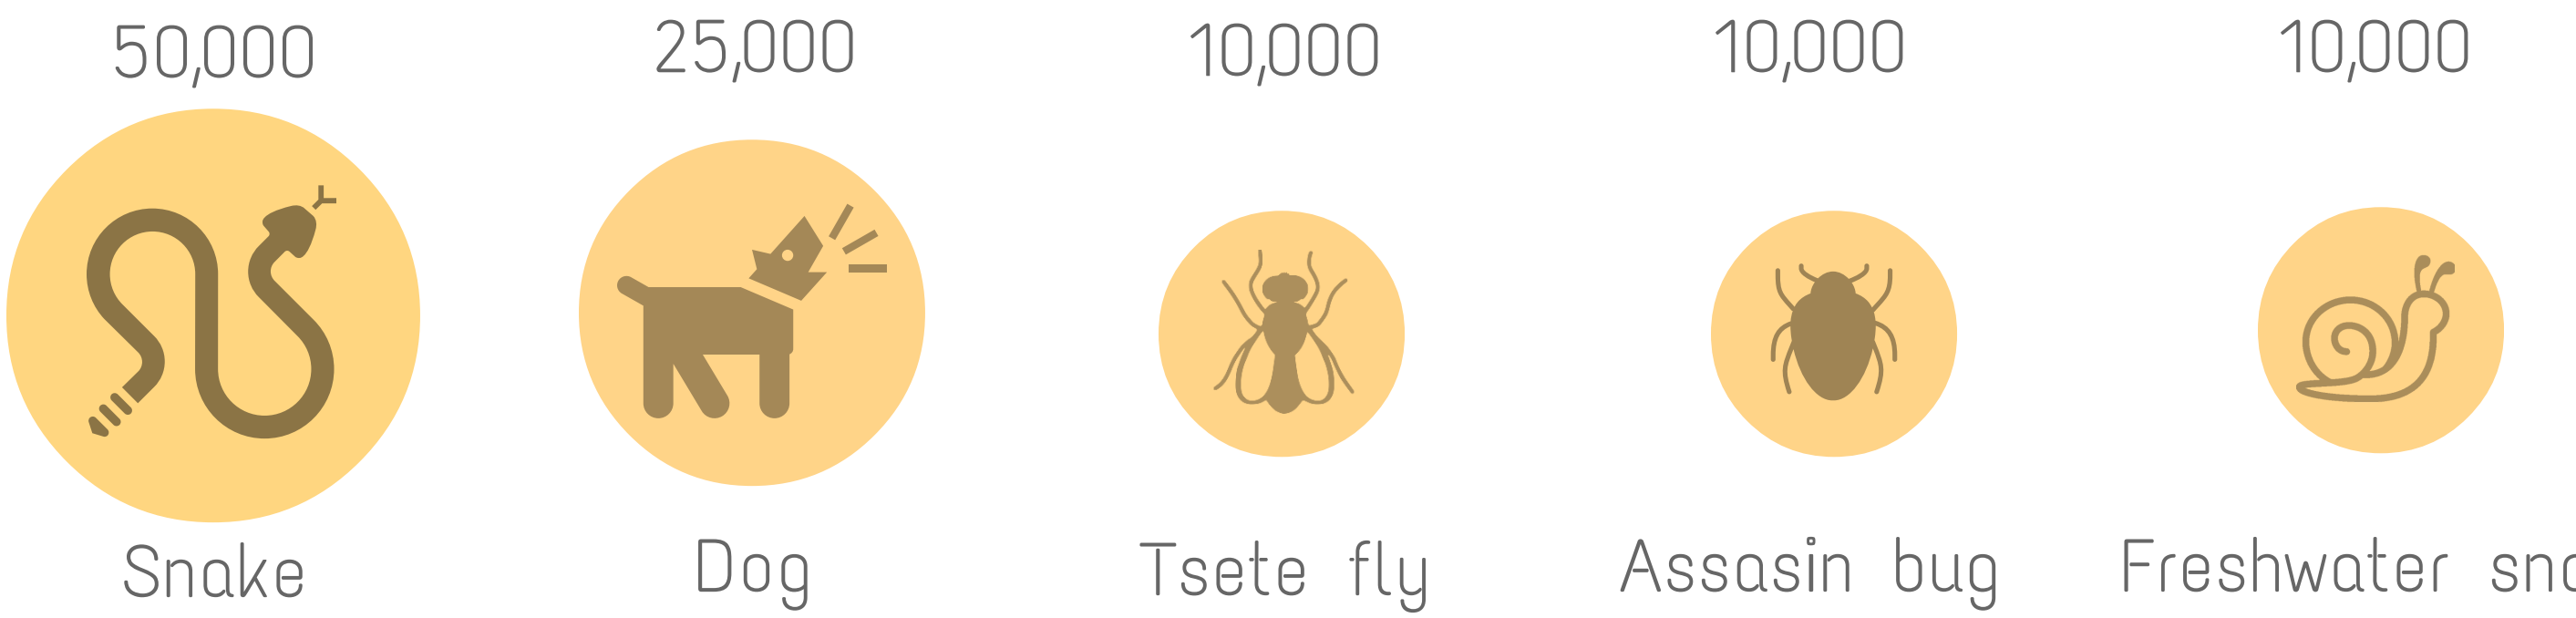 50,000
25,000
10,000
10,000
10,000
Snake
Dog
Tsete fly
Assasin bug
Freshwater